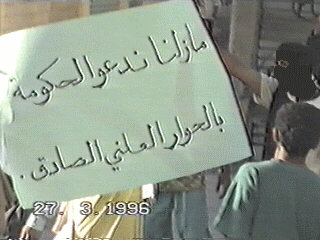 مازلنا ندعو الحكومة
بالحوار العلني الصادق.
27. 3.1996